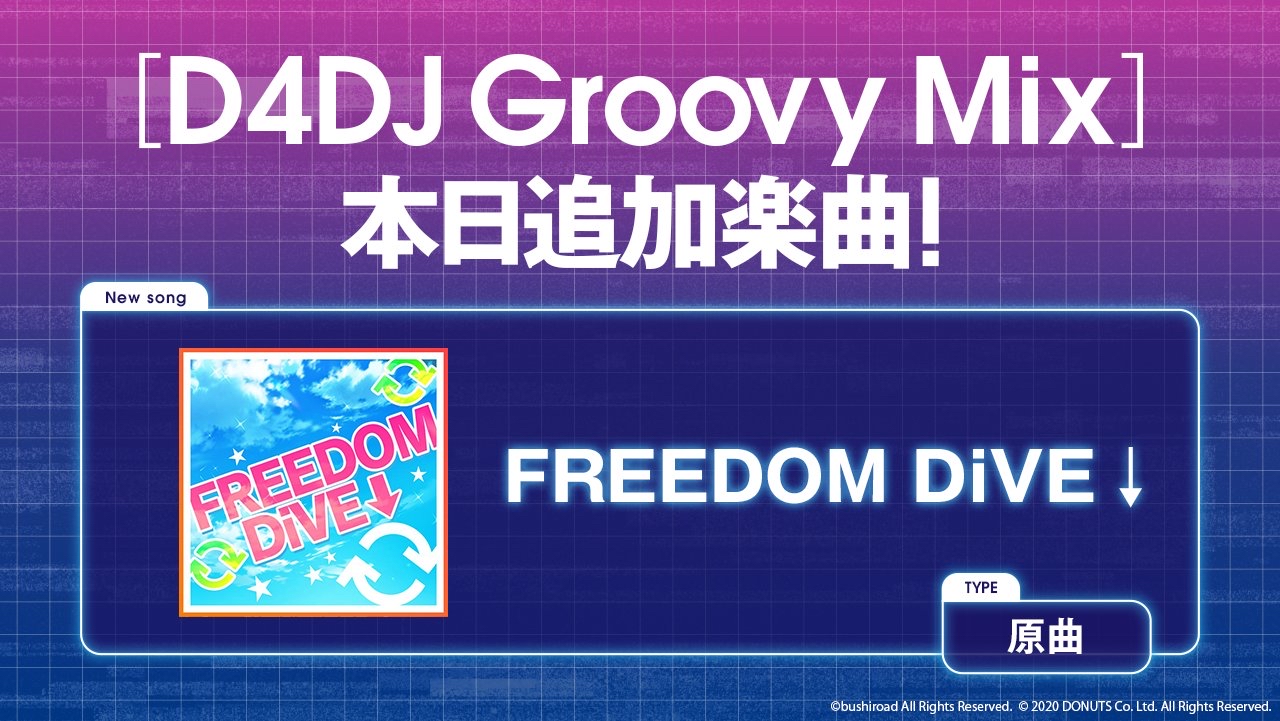 [D4DJ Groovy Mix]
本日追加楽曲!
New song
FREEDOM
DiVE↓
FREEDOM DiVE ↓
TYPE
原曲
©bushiroad All Rights Reserved. © 2020 DONUTS Co. Ltd. All Rights Reserved.